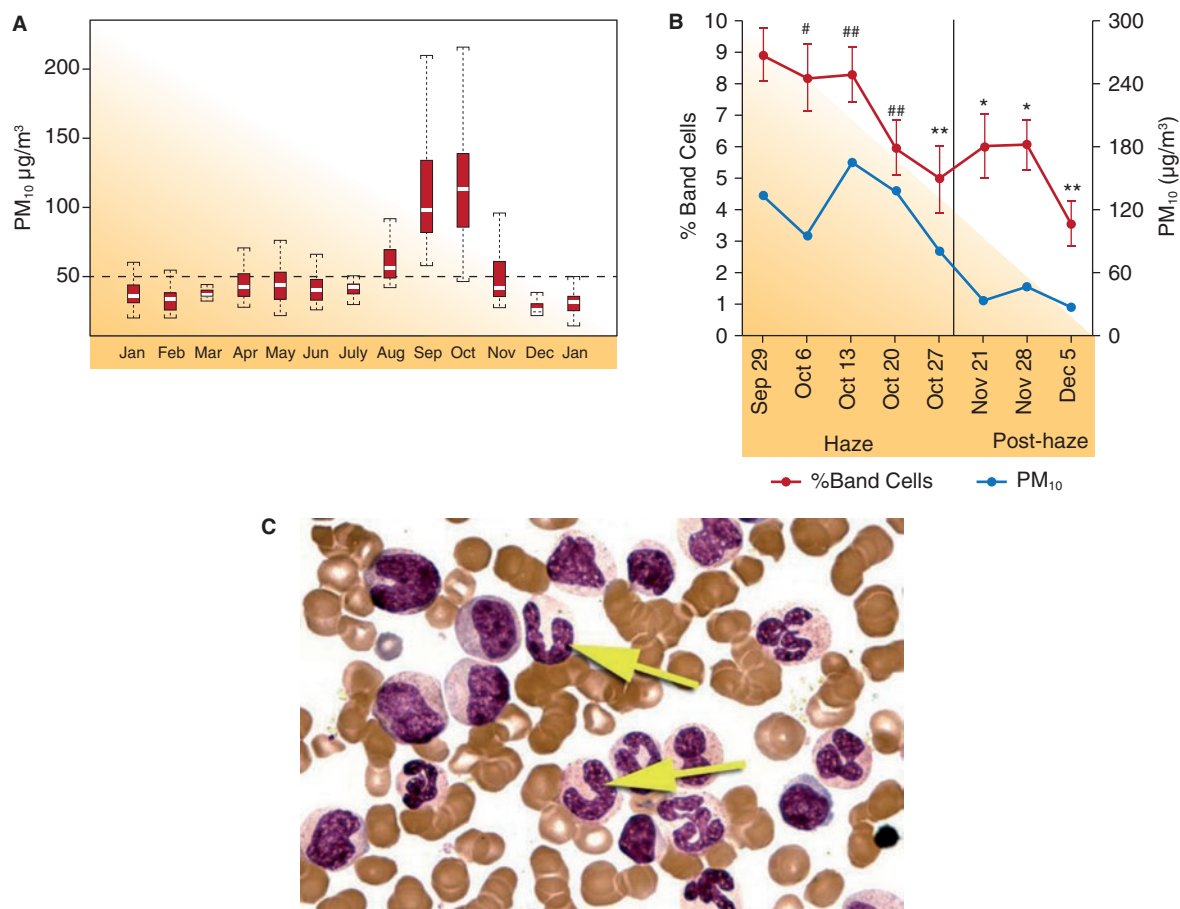 A
PM₁₀ µg/m³
200
150
100
50
Jan Feb Mar Apr May Jun July Aug Sep Oct Nov Dec Jan
B
% Band Cells
10
9
8
7
6
5
4
3
2
1
0
# ## ## ** * * **
300
240
180
120
60
0
PM₁₀ (µg/m³)
Sep 29
Oct 6
Oct 13
Oct 20
Oct 27
Nov 21
Nov 28
Dec 5
Haze Post-haze
%Band Cells PM₁₀
C